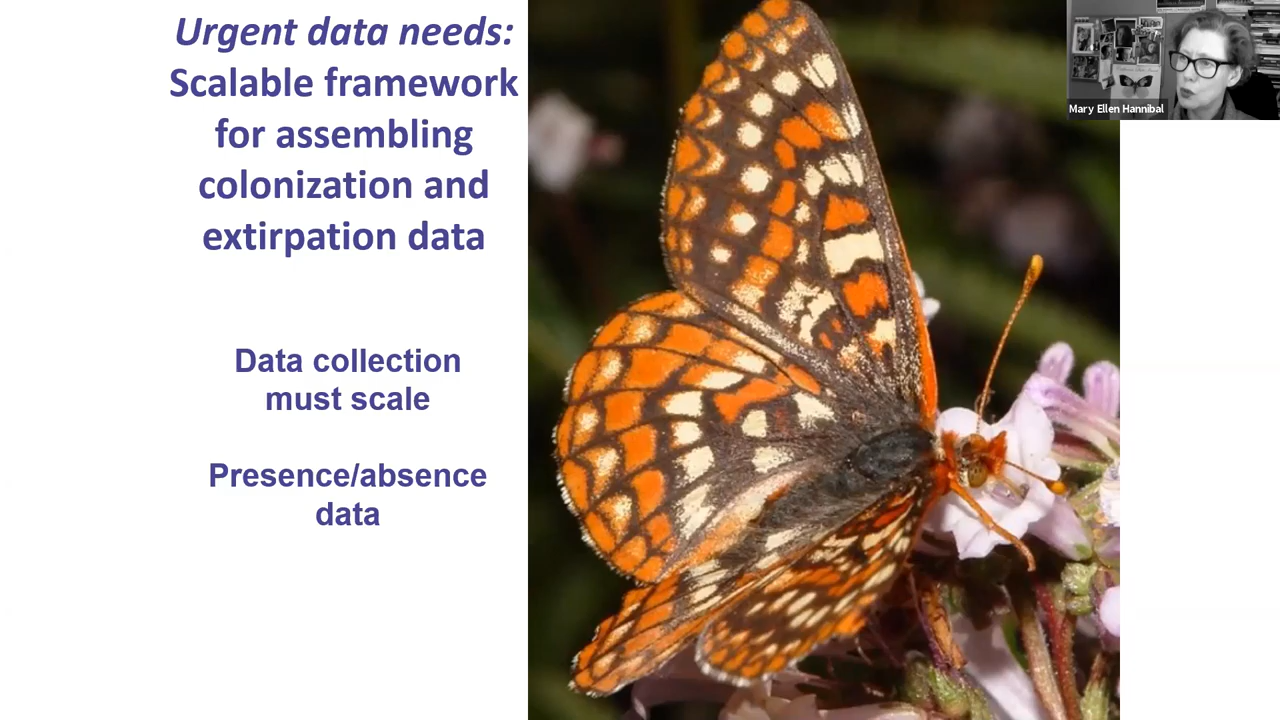 Urgent data needs:
Scalable framework
for assembling
colonization and
extirpation data
Data collection
must scale
Presence/absence
data
Mary Ellen Hannibal